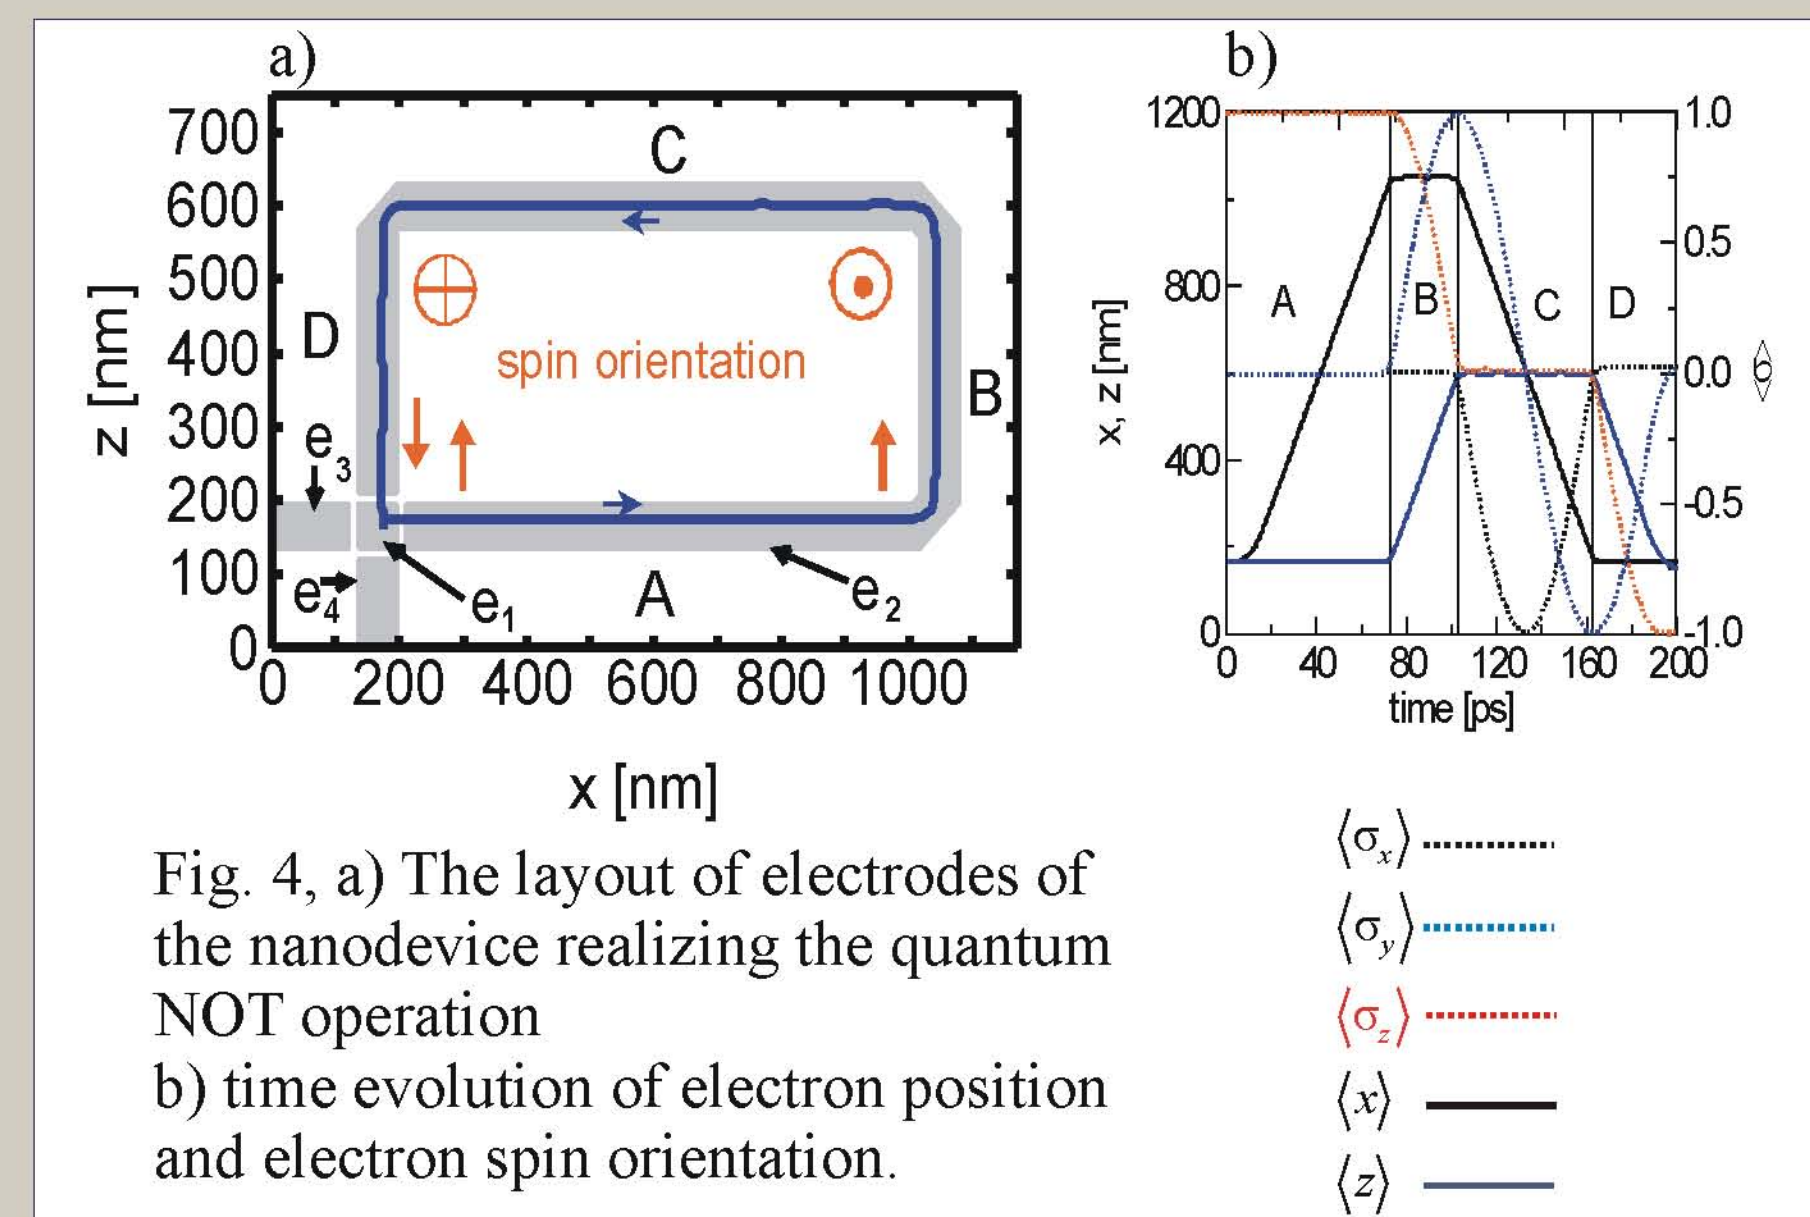 a)
700
600
500
400
300
200
100
0
z [nm]
C
D
B
A
spin orientation
e3
e4
e1
e2
0 200 400 600 800 1000
x [nm]
b)
1200
800
400
0
x, z [nm]
A B C D
1.0
0.5
0.0
-0.5
-1.0
<σ>
0 40 80 120 160 200
time [ps]
⟨σx⟩
⟨σy⟩
⟨σz⟩
⟨x⟩
⟨z⟩
Fig. 4, a) The layout of electrodes of
the nanodevice realizing the quantum
NOT operation
b) time evolution of electron position
and electron spin orientation.